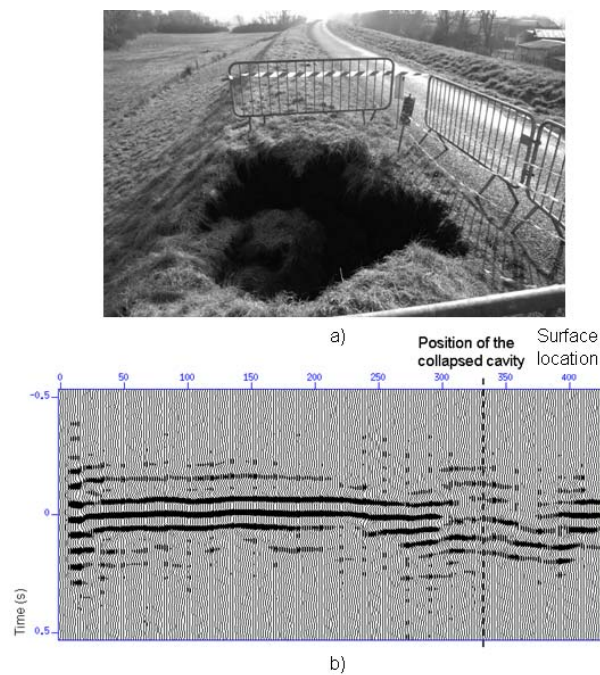 a)
Position of the
collapsed cavity
Surface
location
0 50 100 150 200 250 300 350 400
-0.5
0
0.5
Time (s)
b)